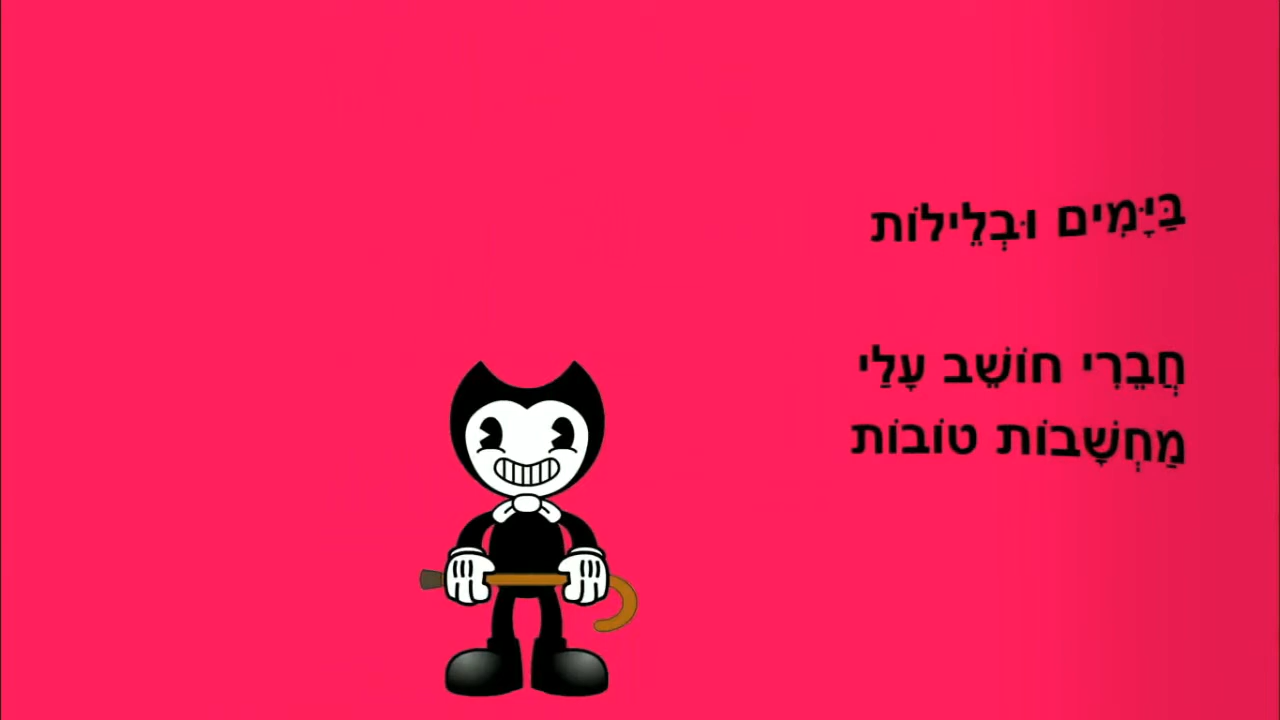 בַּיָּמִים וּבְלֵילוֹת
חֲבֵרִי חוֹשֵׁב עָלַי
מַחְשָׁבוֹת טוֹבוֹת